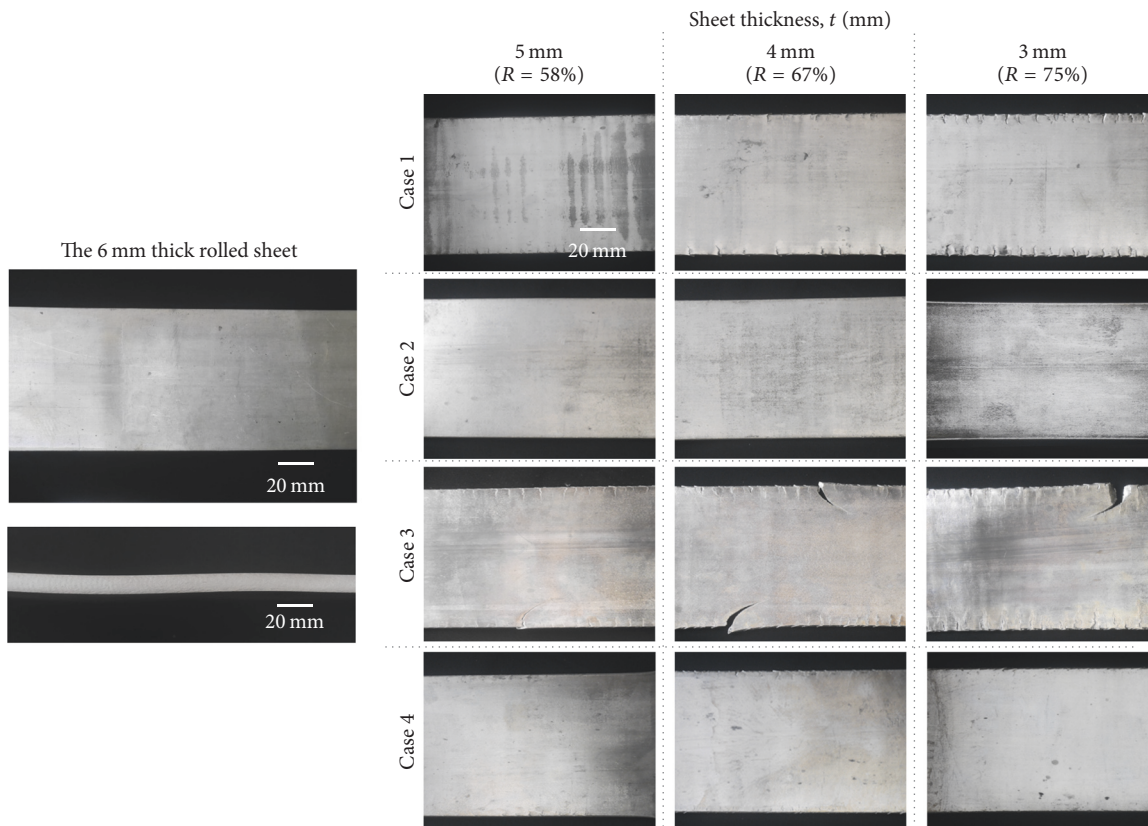 Sheet thickness, t (mm)
5 mm
(R = 58%)
4 mm
(R = 67%)
3 mm
(R = 75%)
Case 1
20 mm
The 6 mm thick rolled sheet
20 mm
20 mm
Case 2
Case 3
Case 4